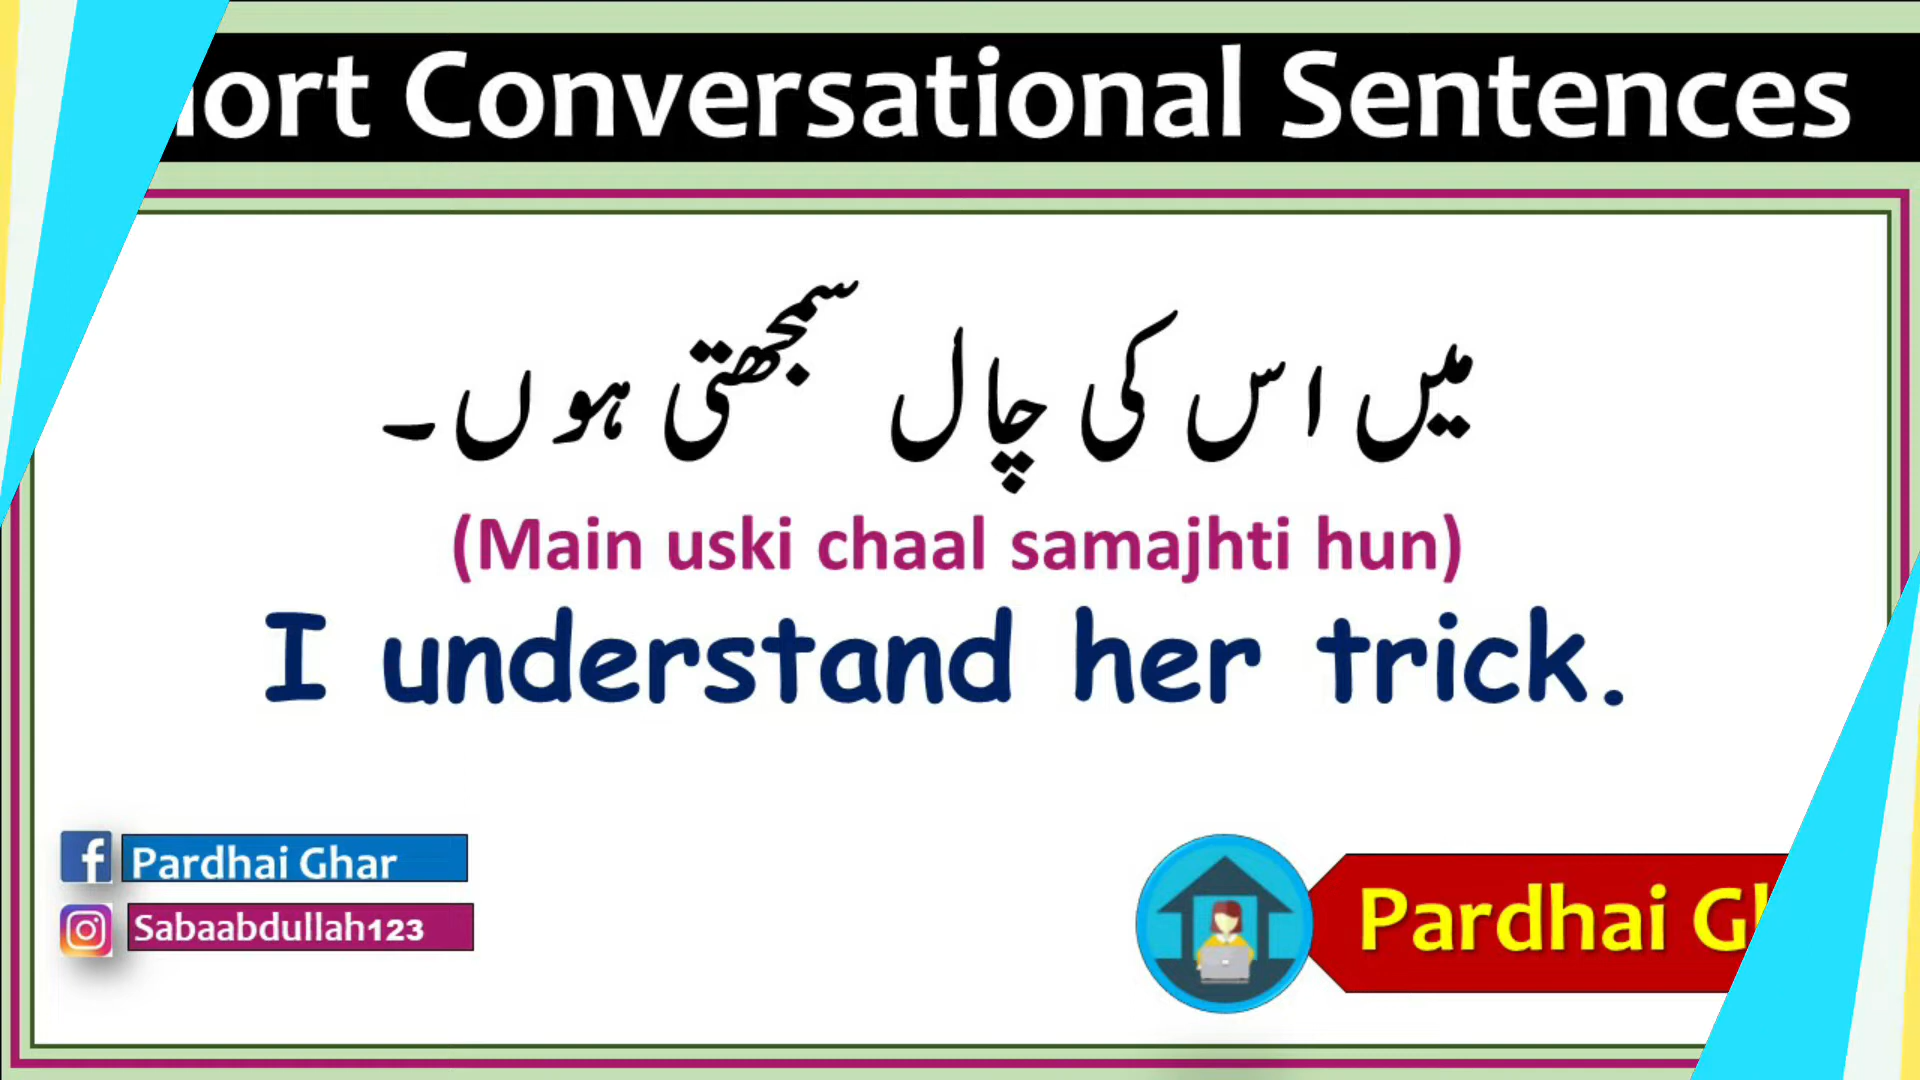 Conversational Sentences
میں اس کی چال سمجھتی ہوں۔
(Main uski chaal samajhti hun)
I understand her trick.
Pardhai Ghar
Sabaabdullah123
Pardhai